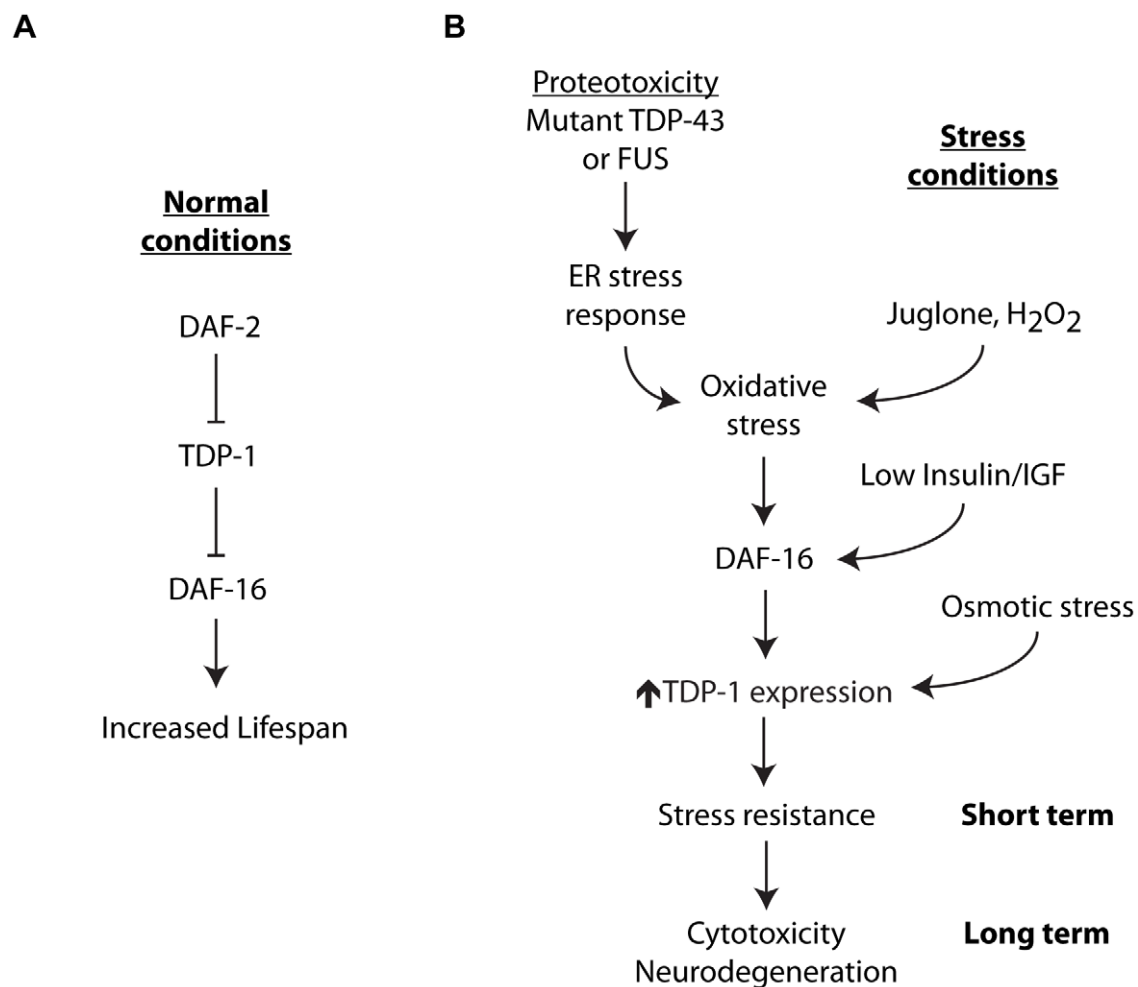 A
Normal
conditions
DAF-2
TDP-1
DAF-16
Increased Lifespan
B
Proteotoxicity
Mutant TDP-43
or FUS
Stress
conditions
ER stress
response
Juglone, H₂O₂
Oxidative
stress
Low Insulin/IGF
DAF-16
Osmotic stress
TDP-1 expression
Stress resistance
Short term
Cytotoxicity
Neurodegeneration
Long term